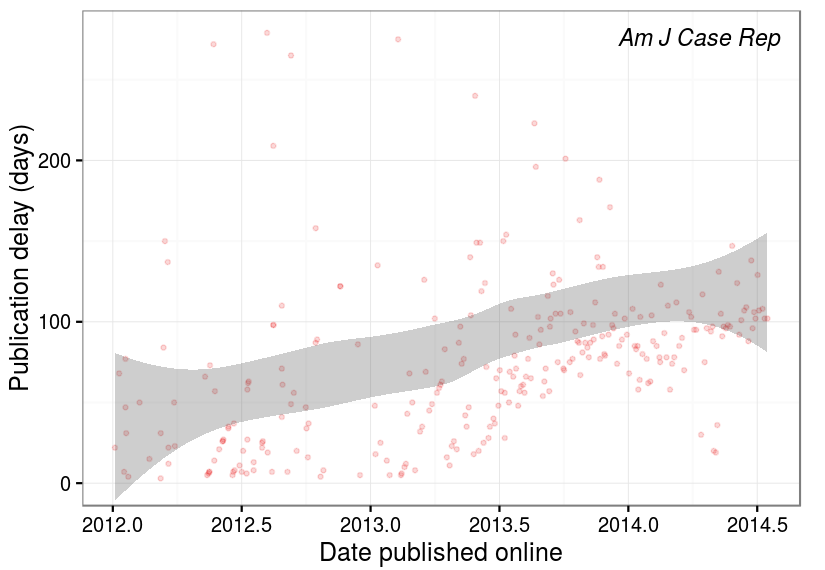 Am J Case Rep
Publication delay (days)
200
100
0
2012.0 2012.5 2013.0 2013.5 2014.0 2014.5
Date published online